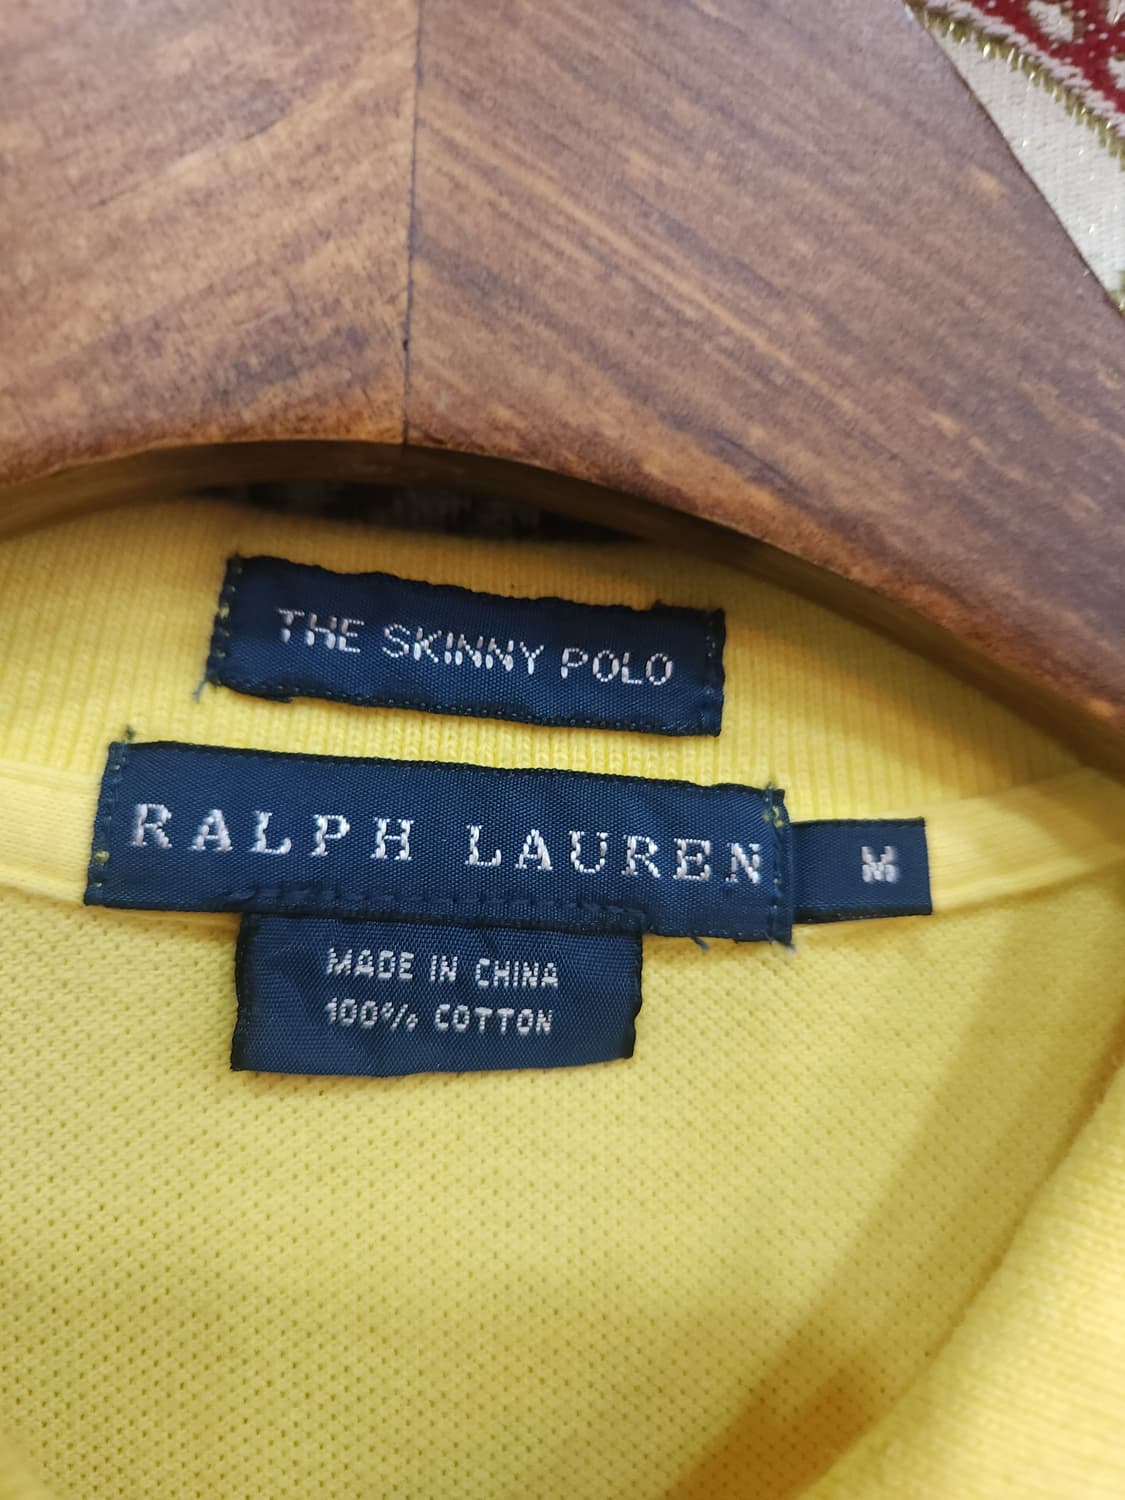 THE SKINNY POLO
RALPH LAUREN
M
MADE IN CHINA
100% COTTON